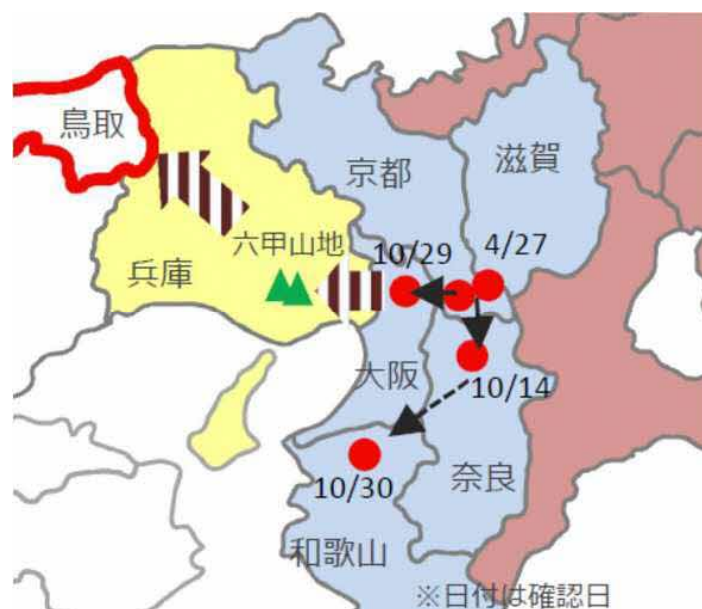 鳥取
京都
滋賀
六甲山地
10/29
4/27
兵庫
大阪
10/14
10/30
奈良
和歌山
※日付は確認日